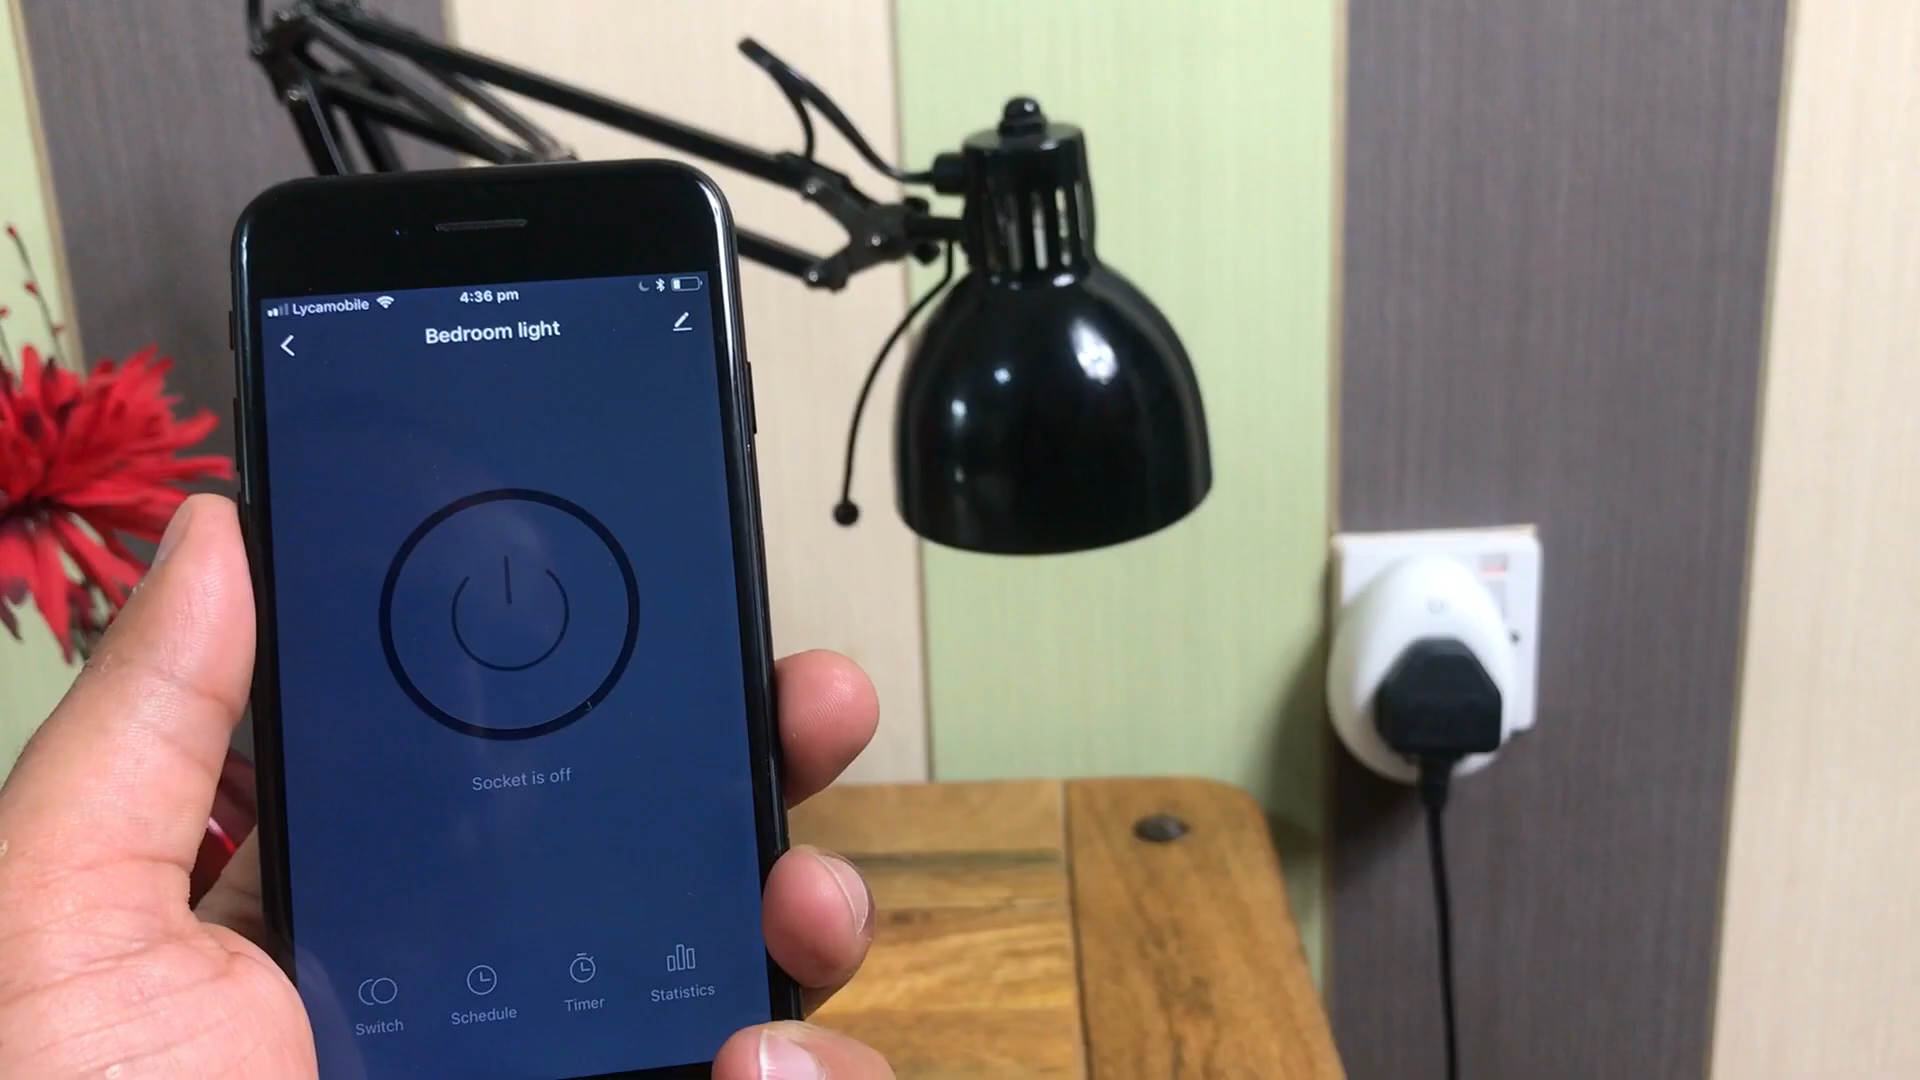 Lycamobile
4:36 pm
Bedroom light
Socket is off
Switch
Schedule
Timer
Statistics